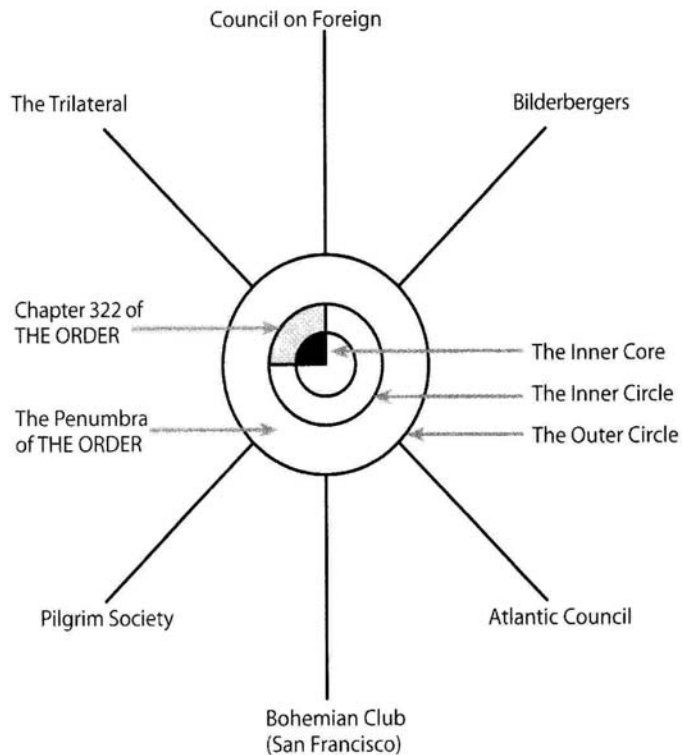 Council on Foreign
The Trilateral
Bilderbergers
Chapter 322 of
THE ORDER
The Inner Core
The Inner Circle
The Penumbra
of THE ORDER
The Outer Circle
Pilgrim Society
Atlantic Council
Bohemian Club
(San Francisco)